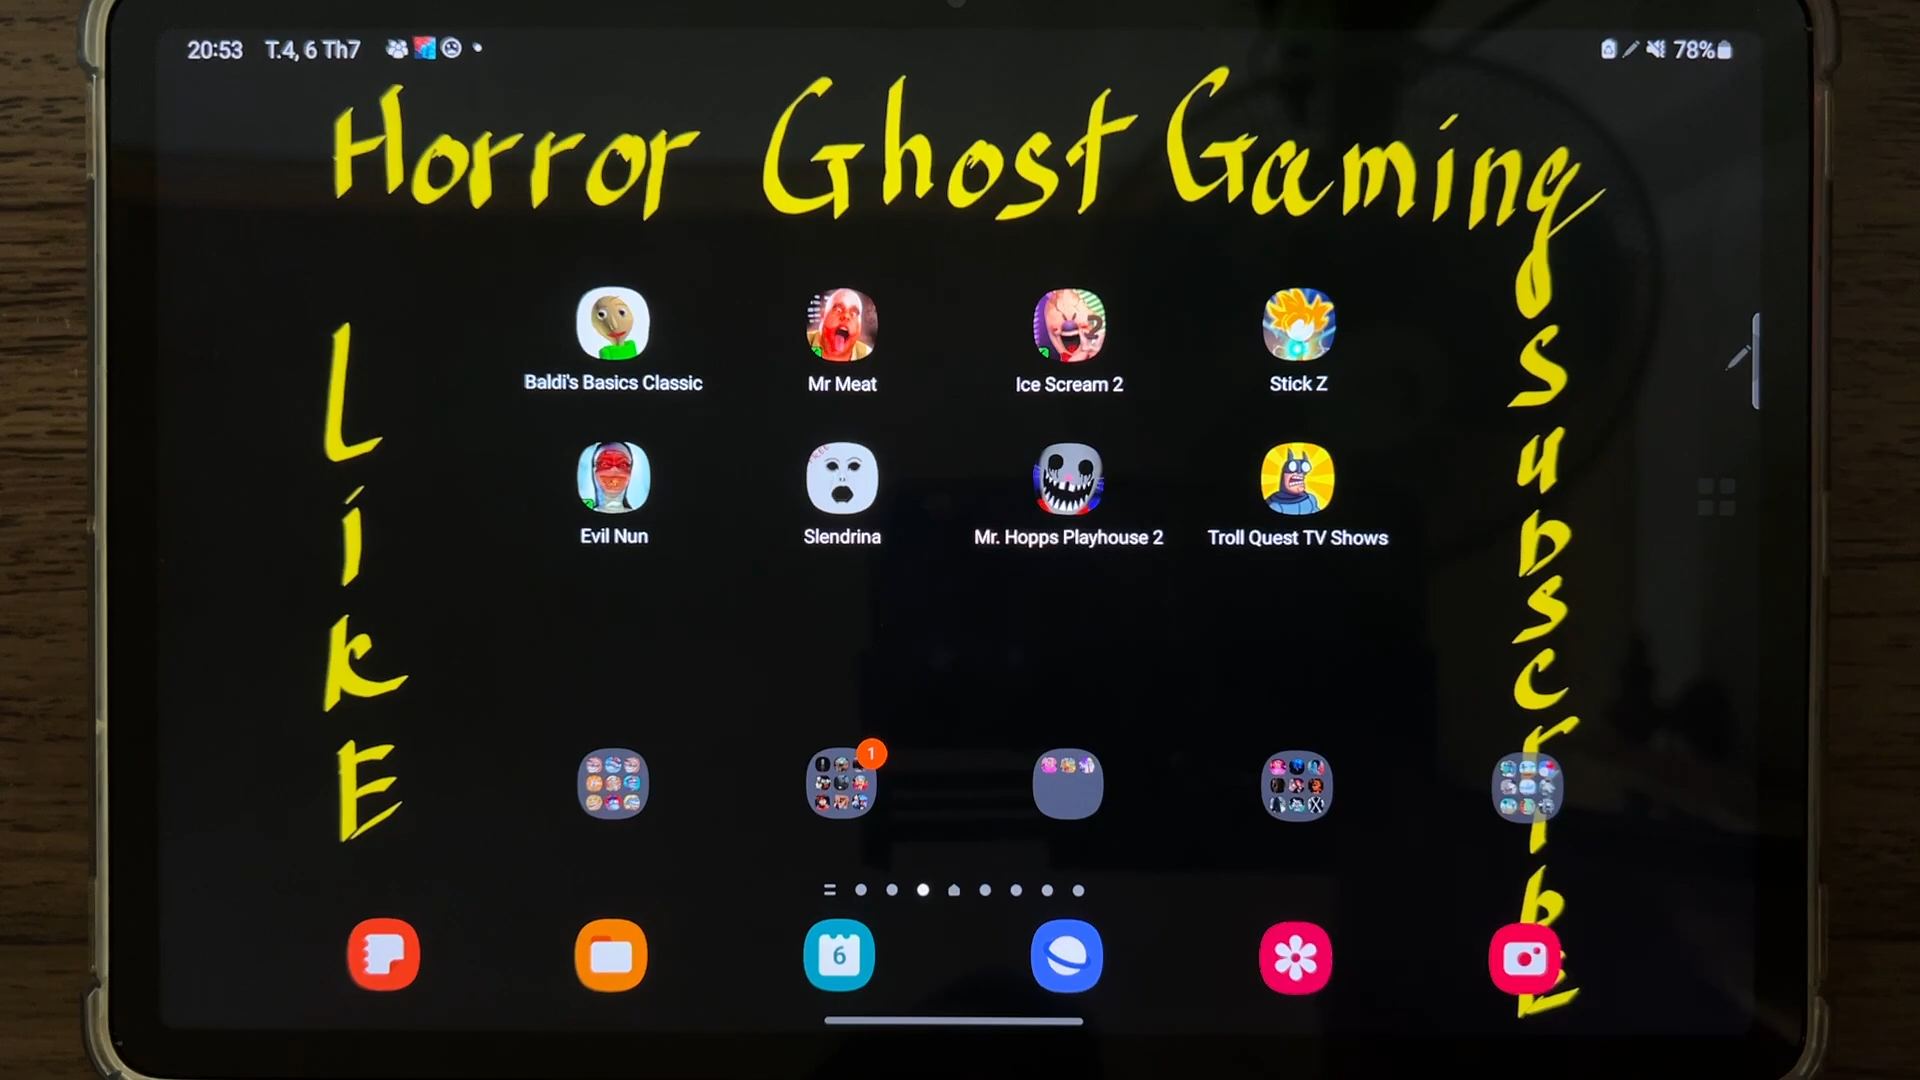 20:53 T.4, 6 Th7 78%
Horror Ghost Gaming
LikE
Subscribe
Baldi's Basics Classic Mr Meat Ice Scream 2 Stick Z
Evil Nun Slendrina Mr. Hopps Playhouse 2 Troll Quest TV Shows
1
6